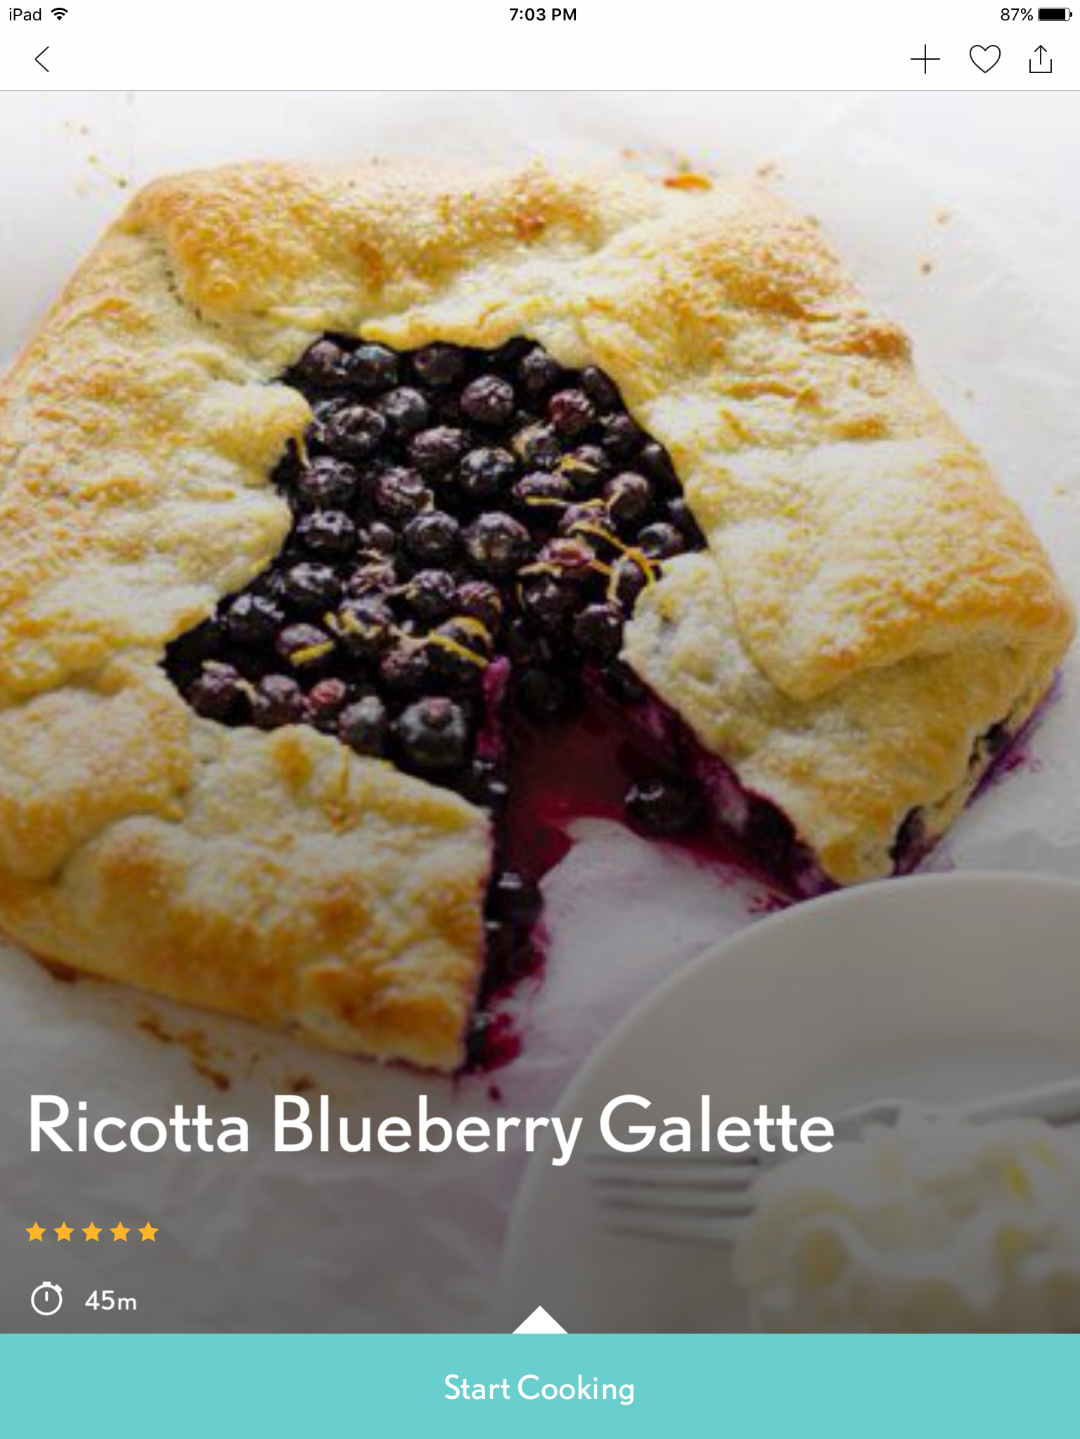 iPad 7:03 PM 87%
Ricotta Blueberry Galette
45m
Start Cooking